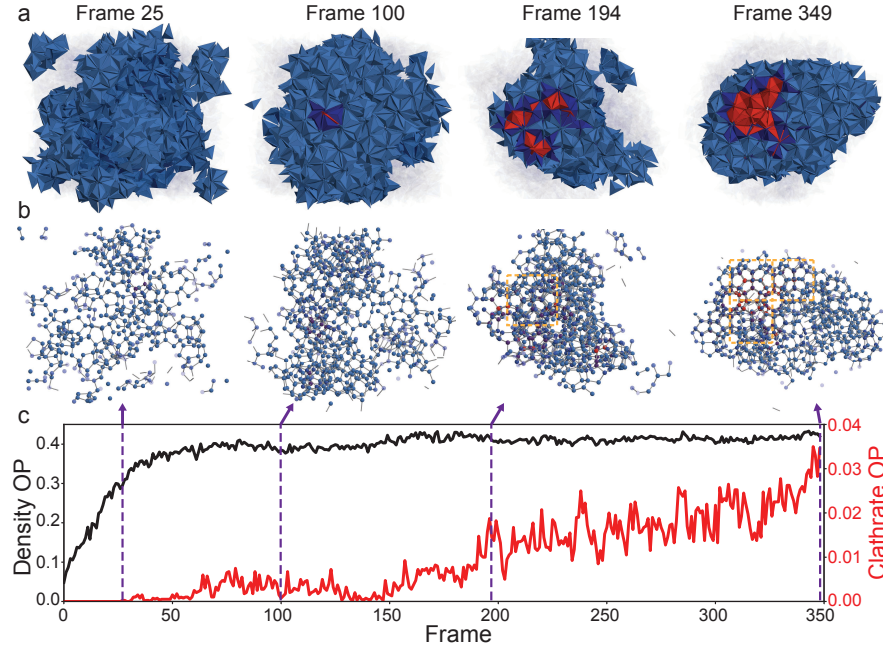 a
Frame 25 Frame 100 Frame 194 Frame 349
b
c
0.4 0.04
0.3 0.03
0.2 0.02
0.1 0.01
0.0 0.00
Density OP
Clathrate OP
0 50 100 150 200 250 300 350
Frame